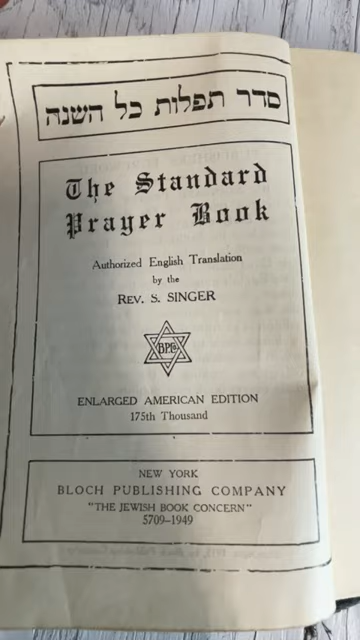 סדר תפלות כל השנה
The Standard
Prayer Book
Authorized English Translation
by the
REV. S. SINGER
B.P.Co.
ENLARGED AMERICAN EDITION
175th Thousand
NEW YORK
BLOCH PUBLISHING COMPANY
"THE JEWISH BOOK CONCERN"
5709-1949